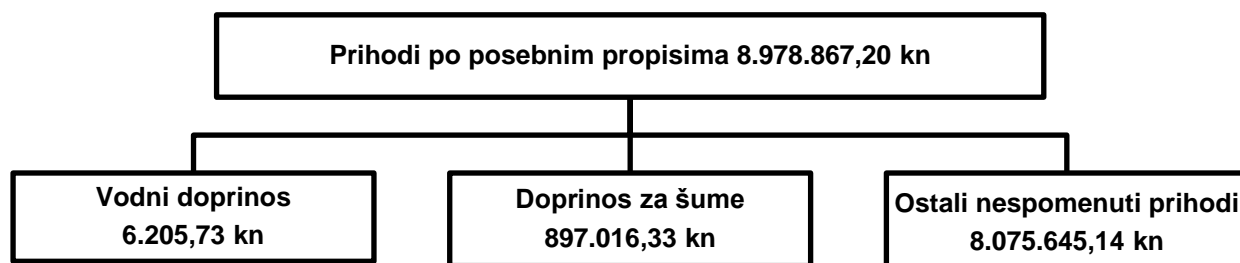 Prihodi po posebnim propisima 8.978.867,20 kn
Vodni doprinos
6.205,73 kn
Doprinos za šume
897.016,33 kn
Ostali nespomenuti prihodi
8.075.645,14 kn